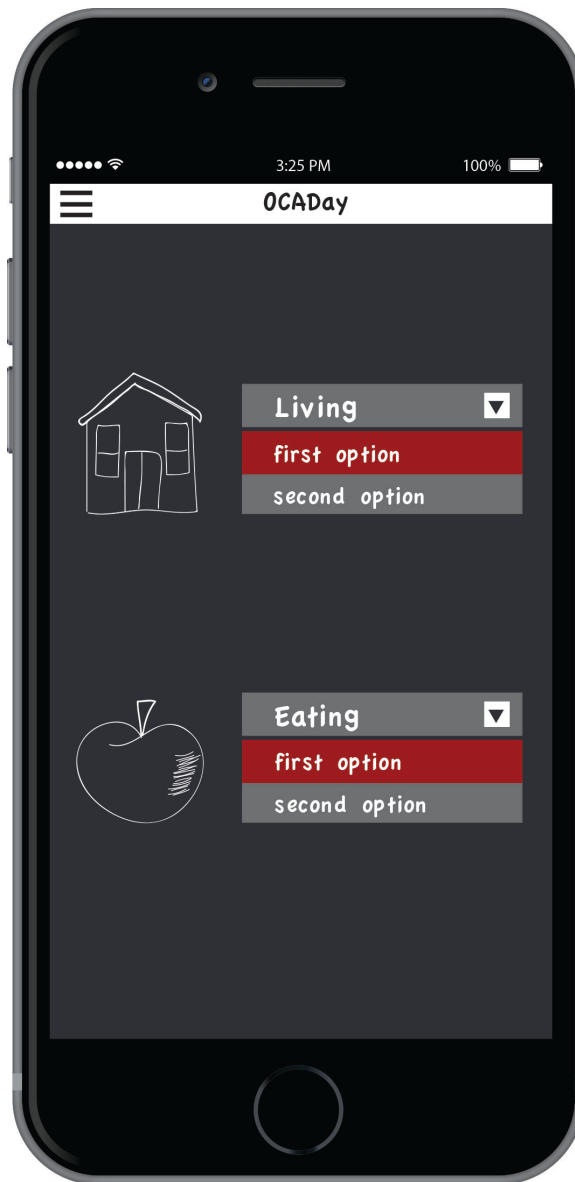 3:25 PM 100%
OCADay
Living
first option
second option
Eating
first option
second option